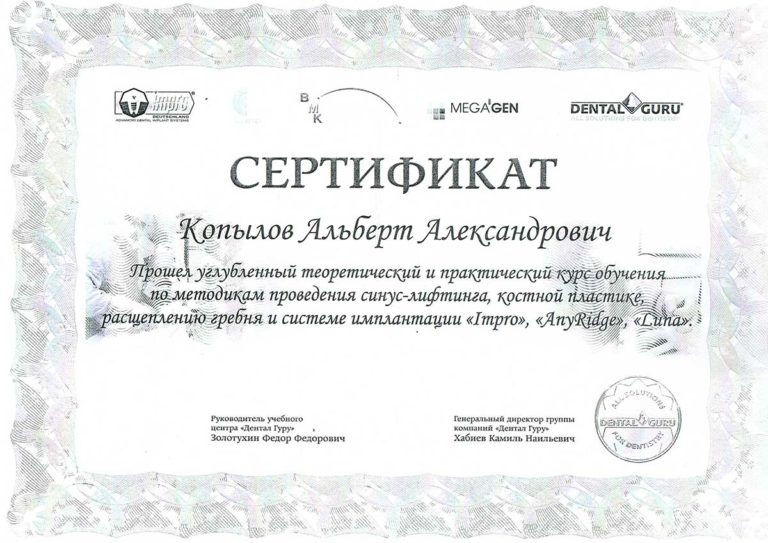 impro
DEUTSCHLAND
ADVANCED DENTAL IMPLANT SYSTEMS
ВМК
MEGA'GEN
DENTAL GURU®
ALL SOLUTIONS FOR DENTISTRY
СЕРТИФИКАТ
Копылов Альберт Александрович
Прошел углубленный теоретический и практический курс обучения
по методикам проведения синус-лифтинга, костной пластике,
расщеплению гребня и системе имплантации «Impro», «AnyRidge», «Luna».
Руководитель учебного
центра «Дентал Гуру»
Золотухин Федор Федорович
Генеральный директор группы
компаний «Дентал Гуру»
Хабиев Камиль Наильевич
ALL SOLUTIONS
DENTAL GURU
FOR DENTISTRY